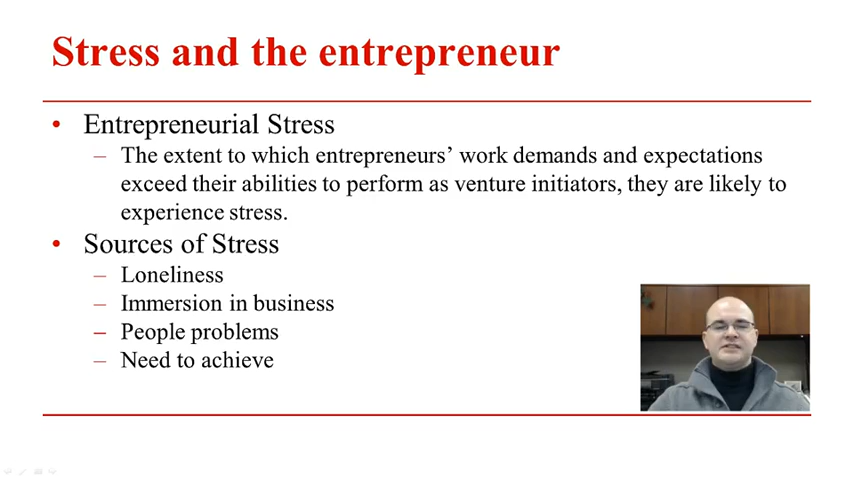 Stress and the entrepreneur
• Entrepreneurial Stress
– The extent to which entrepreneurs’ work demands and expectations
exceed their abilities to perform as venture initiators, they are likely to
experience stress.
• Sources of Stress
– Loneliness
– Immersion in business
– People problems
– Need to achieve